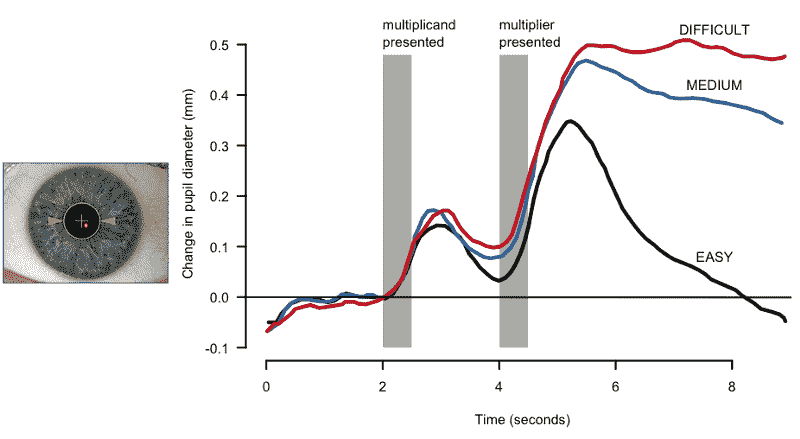 multiplicand
presented
multiplier
presented
DIFFICULT
MEDIUM
EASY
Change in pupil diameter (mm)
0.5
0.4
0.3
0.2
0.1
0.0
-0.1
0
2
4
6
8
Time (seconds)